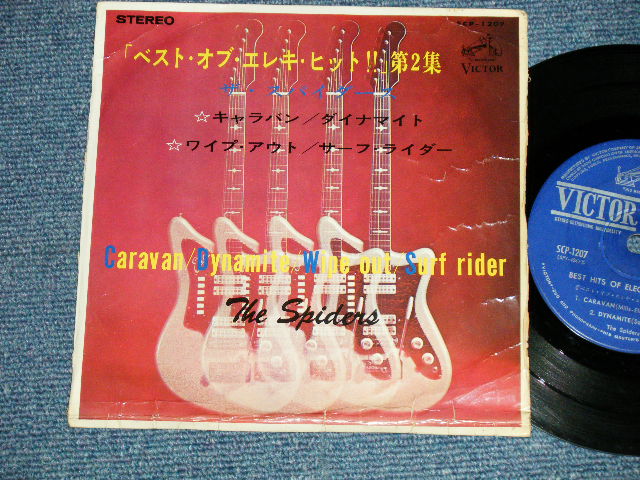 STEREO
SCP-1207
VICTOR
「ベスト・オブ・エレキ・ヒット!!」第2集
ザ・スパイダース
☆キャラバン/ダイナマイト
☆ワイプ・アウト/サーフ・ライダー
Caravan/Dynamite/Wipe out/Surf rider
The Spiders
VICTOR
SCP-1207
BEST HITS OF ELEC
1. CARAVAN
2. DYNAMITE
The Spiders